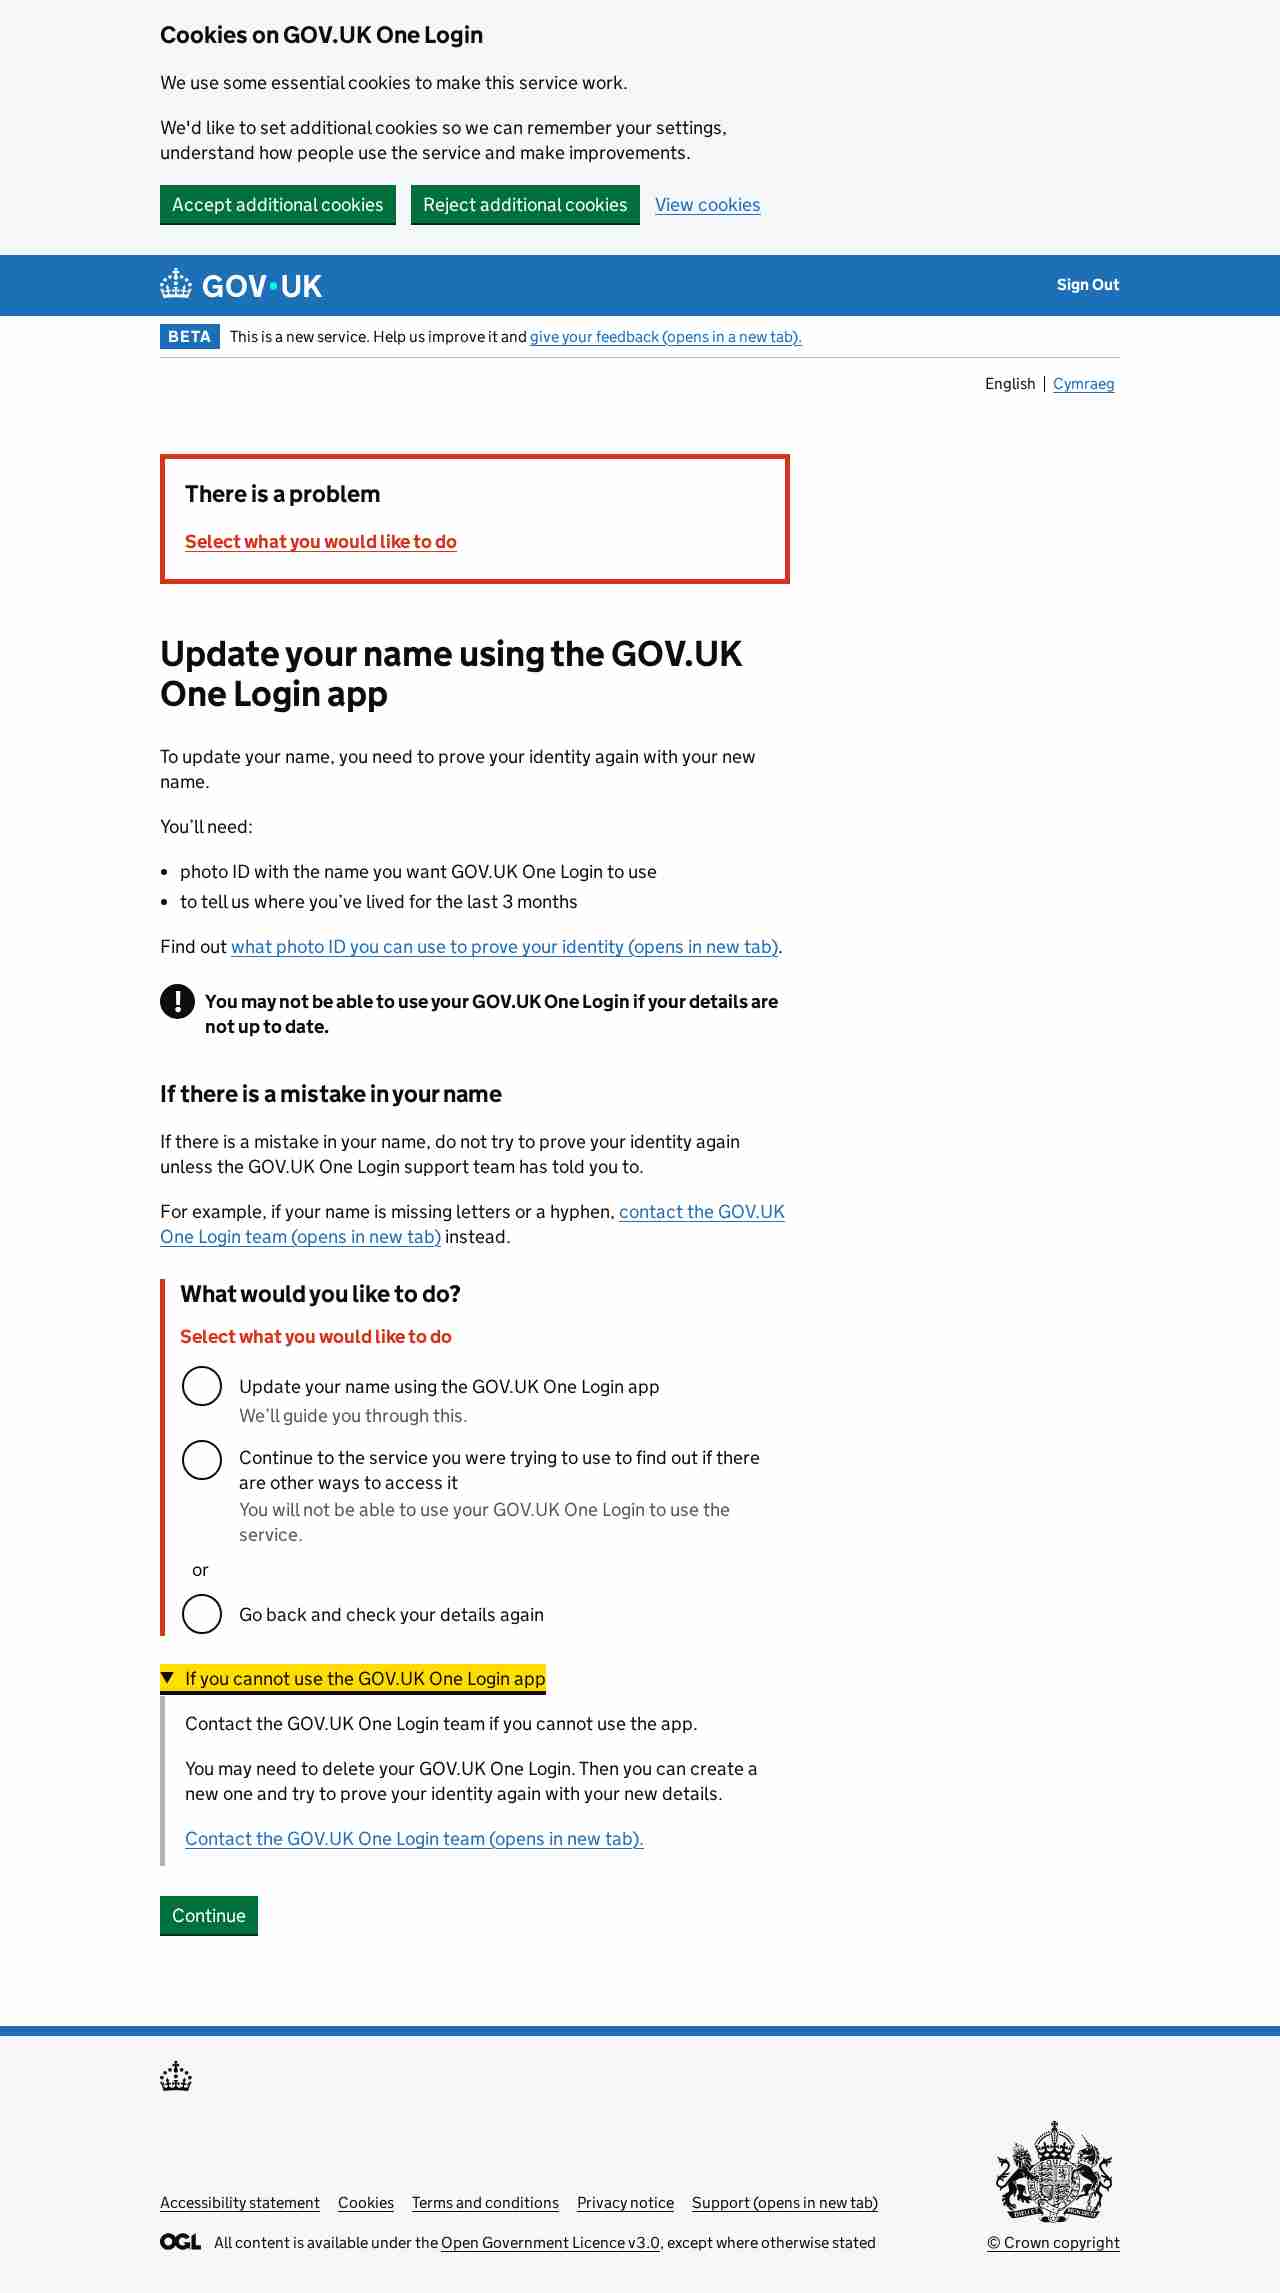 Cookies on GOV.UK One Login
We use some essential cookies to make this service work.
We'd like to set additional cookies so we can remember your settings,
understand how people use the service and make improvements.
Accept additional cookies Reject additional cookies View cookies
GOV·UK Sign Out
BETA This is a new service. Help us improve it and give your feedback (opens in a new tab).
English Cymraeg
There is a problem
Select what you would like to do
Update your name using the GOV.UK
One Login app
To update your name, you need to prove your identity again with your new
name.
You’ll need:
• photo ID with the name you want GOV.UK One Login to use
• to tell us where you’ve lived for the last 3 months
Find out what photo ID you can use to prove your identity (opens in new tab).
! You may not be able to use your GOV.UK One Login if your details are
not up to date.
If there is a mistake in your name
If there is a mistake in your name, do not try to prove your identity again
unless the GOV.UK One Login support team has told you to.
For example, if your name is missing letters or a hyphen, contact the GOV.UK
One Login team (opens in new tab) instead.
What would you like to do?
Select what you would like to do
Update your name using the GOV.UK One Login app
We’ll guide you through this.
Continue to the service you were trying to use to find out if there
are other ways to access it
You will not be able to use your GOV.UK One Login to use the
service.
or
Go back and check your details again
If you cannot use the GOV.UK One Login app
Contact the GOV.UK One Login team if you cannot use the app.
You may need to delete your GOV.UK One Login. Then you can create a
new one and try to prove your identity again with your new details.
Contact the GOV.UK One Login team (opens in new tab).
Continue
Accessibility statement Cookies Terms and conditions Privacy notice Support (opens in new tab)
OGL All content is available under the Open Government Licence v3.0, except where otherwise stated
© Crown copyright